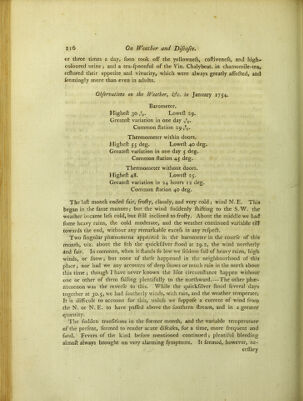 216 On Weather and Diſeaſes.
er three times a day, ſoon took off the yellowneſs, coſtiveneſs, and high-
coloured urine; and a tea-ſpoonful of the Vin. Chalybeat. in chamomile-tea,
reſtored their appetite and vivacity, which were always greatly affected, and
ſeemingly more than even in adults.
Obſervations on the Weather, &c. in January 1754.
Barometer.
Higheſt 30 Loweſt 29.
Greateſt variation in one day
Common ſtation 29
Thermometer within doors.
Higheſt 55 deg. Loweſt 40 deg.
Greateſt variation in one day 5 deg.
Common ſtation 45 deg.
Thermometer without doors.
Higheſt 48. Loweſt 25.
Greateſt variation in 24 hours 12 deg.
Common ſtation 40 deg.
The laſt month ended fair, froſty, cloudy, and very cold; wind N. E. This
began in the ſame manner; but the wind ſuddenly ſhifting to the S. W. the
weather became leſs cold, but ſtill inclined to froſty. About the middle we had
ſome heavy rains, the cold moderate, and the weather continued variable till
towards the end, without any remarkable exceſs in any reſpect.
Two ſingular phænomena appeared in the barometer in the courſe of this
month, viz. about the 6th the quickſilver ſtood at 29.2, the wind northerly
and fair. In common, when it ſtands ſo low we ſeldom fail of heavy rains, high
winds, or ſnow; but none of theſe happened in the neighbourhood of this
place; nor had we any accounts of deep ſnows or much rain in the north about
this time; though I have never known the like circumſtance happen without
one or other of them falling plentifully to the northward.—The other phæ-
nomenon was the reverſe to this. While the quickſilver ſtood ſeveral days
together at 30.5, we had ſoutherly winds, with rain, and the weather temperate.
It is difficult to account for this, unleſs we ſuppoſe a current of wind from
the N. or N. E. to have paſſed above the ſouthern ſtream, and in a greater
quantity.
The ſudden tranſitions in the former month, and the variable temperature
of the preſent, ſeemed to render acute diſeaſes, for a time, more frequent and
fatal. Fevers of the kind before mentioned continued; plentiful bleeding
almoſt always brought on very alarming ſymptoms. It ſeemed, however, ne-
ceſſary